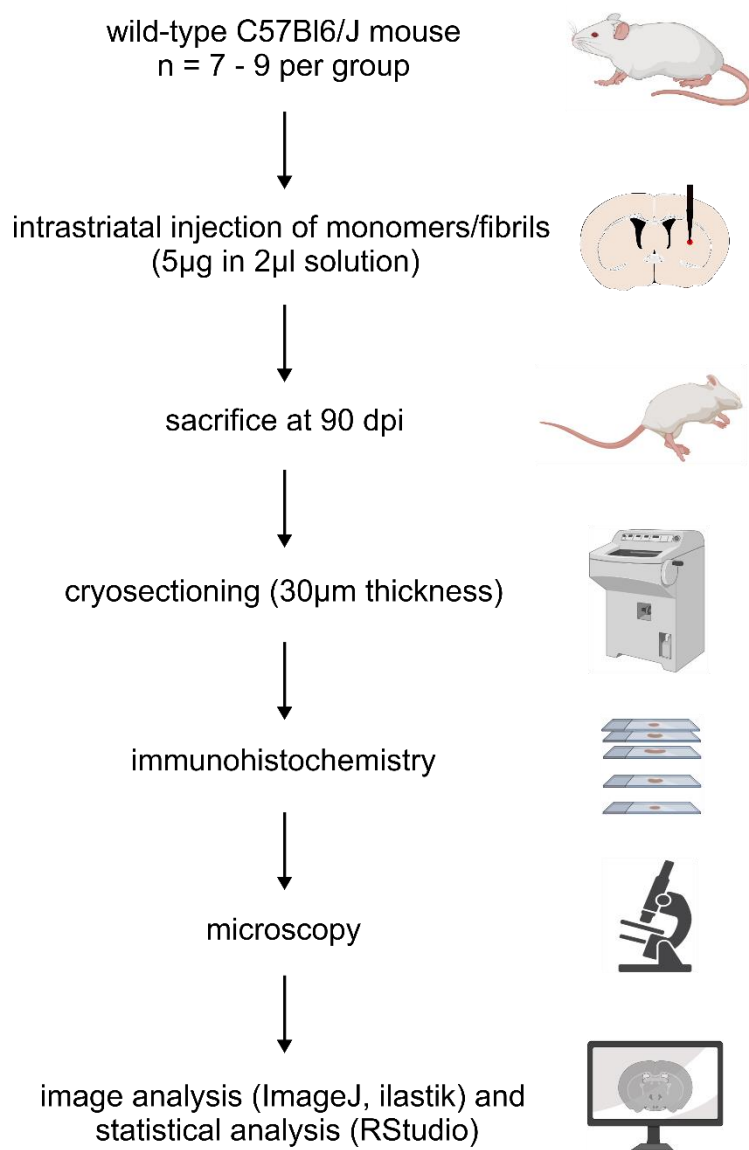 wild-type C57Bl6/J mouse
n = 7 - 9 per group
intrastriatal injection of monomers/fibrils
(5µg in 2µl solution)
sacrifice at 90 dpi
cryosectioning (30µm thickness)
immunohistochemistry
microscopy
image analysis (ImageJ, ilastik) and
statistical analysis (RStudio)